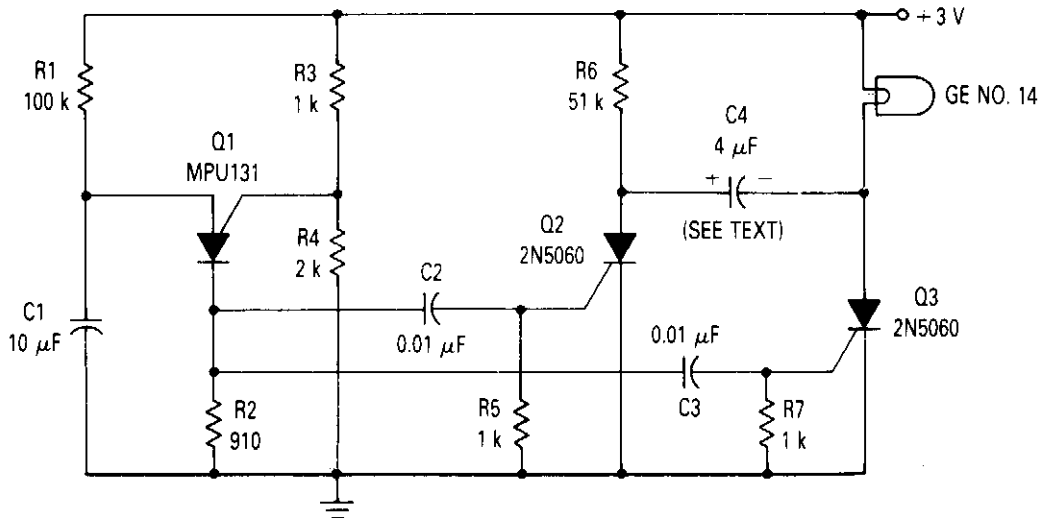 + 3 V
R1
100 k
R3
1 k
R6
51 k
GE NO. 14
C4
4 μF
+ −
(SEE TEXT)
Q1
MPU131
R4
2 k
Q2
2N5060
C2
0.01 μF
C1
10 μF
Q3
2N5060
0.01 μF
C3
R2
910
R5
1 k
R7
1 k